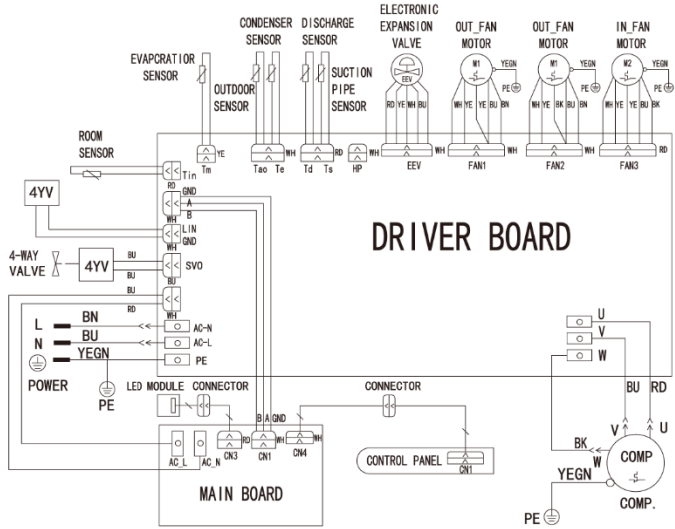 ELECTRONIC
EXPANSION
VALVE
CONDENSER
SENSOR
DISCHARGE
SENSOR
OUT_FAN
MOTOR
OUT_FAN
MOTOR
IN_FAN
MOTOR
EVAPORATIOR
SENSOR
OUTDOOR
SENSOR
SUCTION
PIPE
SENSOR
EEV
M1
M1
M2
YEGN
YEGN
YEGN
PE
PE
PE
RD YE WH BU
WH YE YE BU BN
WH YE BK BU BN
WH YE BU BK
ROOM
SENSOR
YE
WH
RD
WH
WH
WH
WH
RD
Tm
Tao Te
Td Ts
HP
EEV
FAN1
FAN2
FAN3
Tin
RD
GND
A
B
WH
4YV
LIN
GND
WH
4-WAY
VALVE
4YV
BU
BU
SVO
BU
BU
RD
WH
DRIVER BOARD
L
BN
AC-N
N
BU
AC-L
YEGN
PE
POWER
PE
U
V
W
BU RD
LED MODULE
CONNECTOR
CONNECTOR
B A GND
RD
WH
WH
CN3
CN1
CN4
AC_L
AC_N
MAIN BOARD
CONTROL PANEL
CN1
V
U
BK
W
COMP
YEGN
COMP.
PE